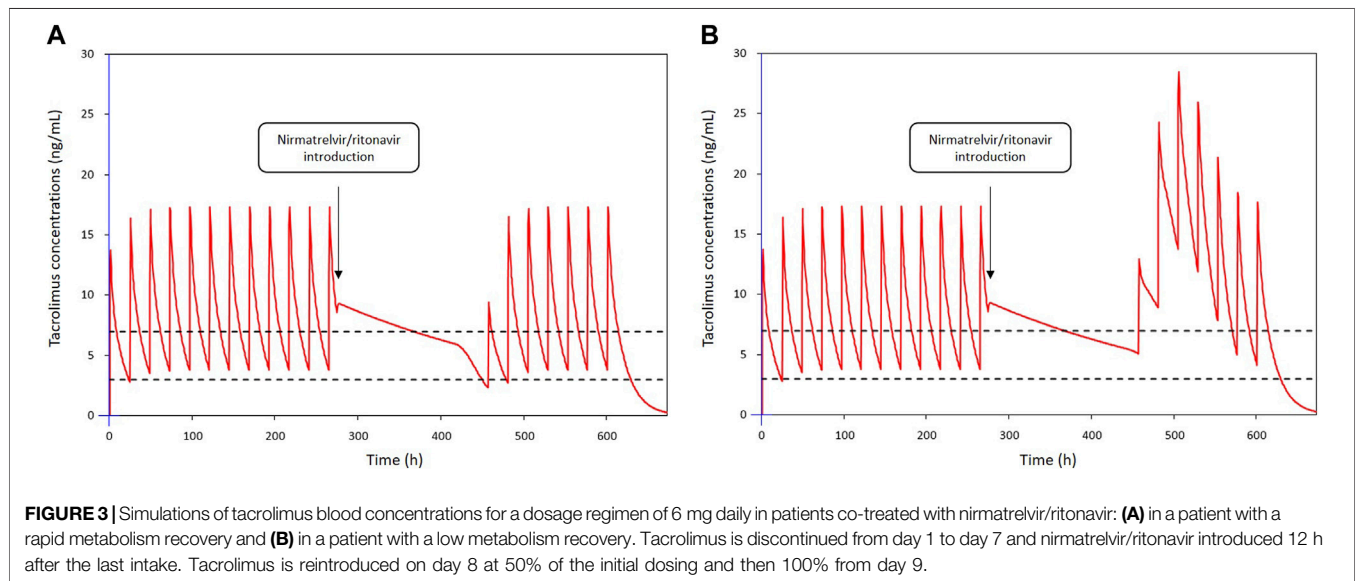 A
B
30
25
20
15
10
5
0
Tacrolimus concentrations (ng/mL)
Nirmatrelvir/ritonavir
introduction
0 100 200 300 400 500 600
Time (h)
30
25
20
15
10
5
0
Tacrolimus concentrations (ng/mL)
Nirmatrelvir/ritonavir
introduction
0 100 200 300 400 500 600
Time (h)
FIGURE 3 | Simulations of tacrolimus blood concentrations for a dosage regimen of 6 mg daily in patients co-treated with nirmatrelvir/ritonavir: (A) in a patient with a
rapid metabolism recovery and (B) in a patient with a low metabolism recovery. Tacrolimus is discontinued from day 1 to day 7 and nirmatrelvir/ritonavir introduced 12 h
after the last intake. Tacrolimus is reintroduced on day 8 at 50% of the initial dosing and then 100% from day 9.